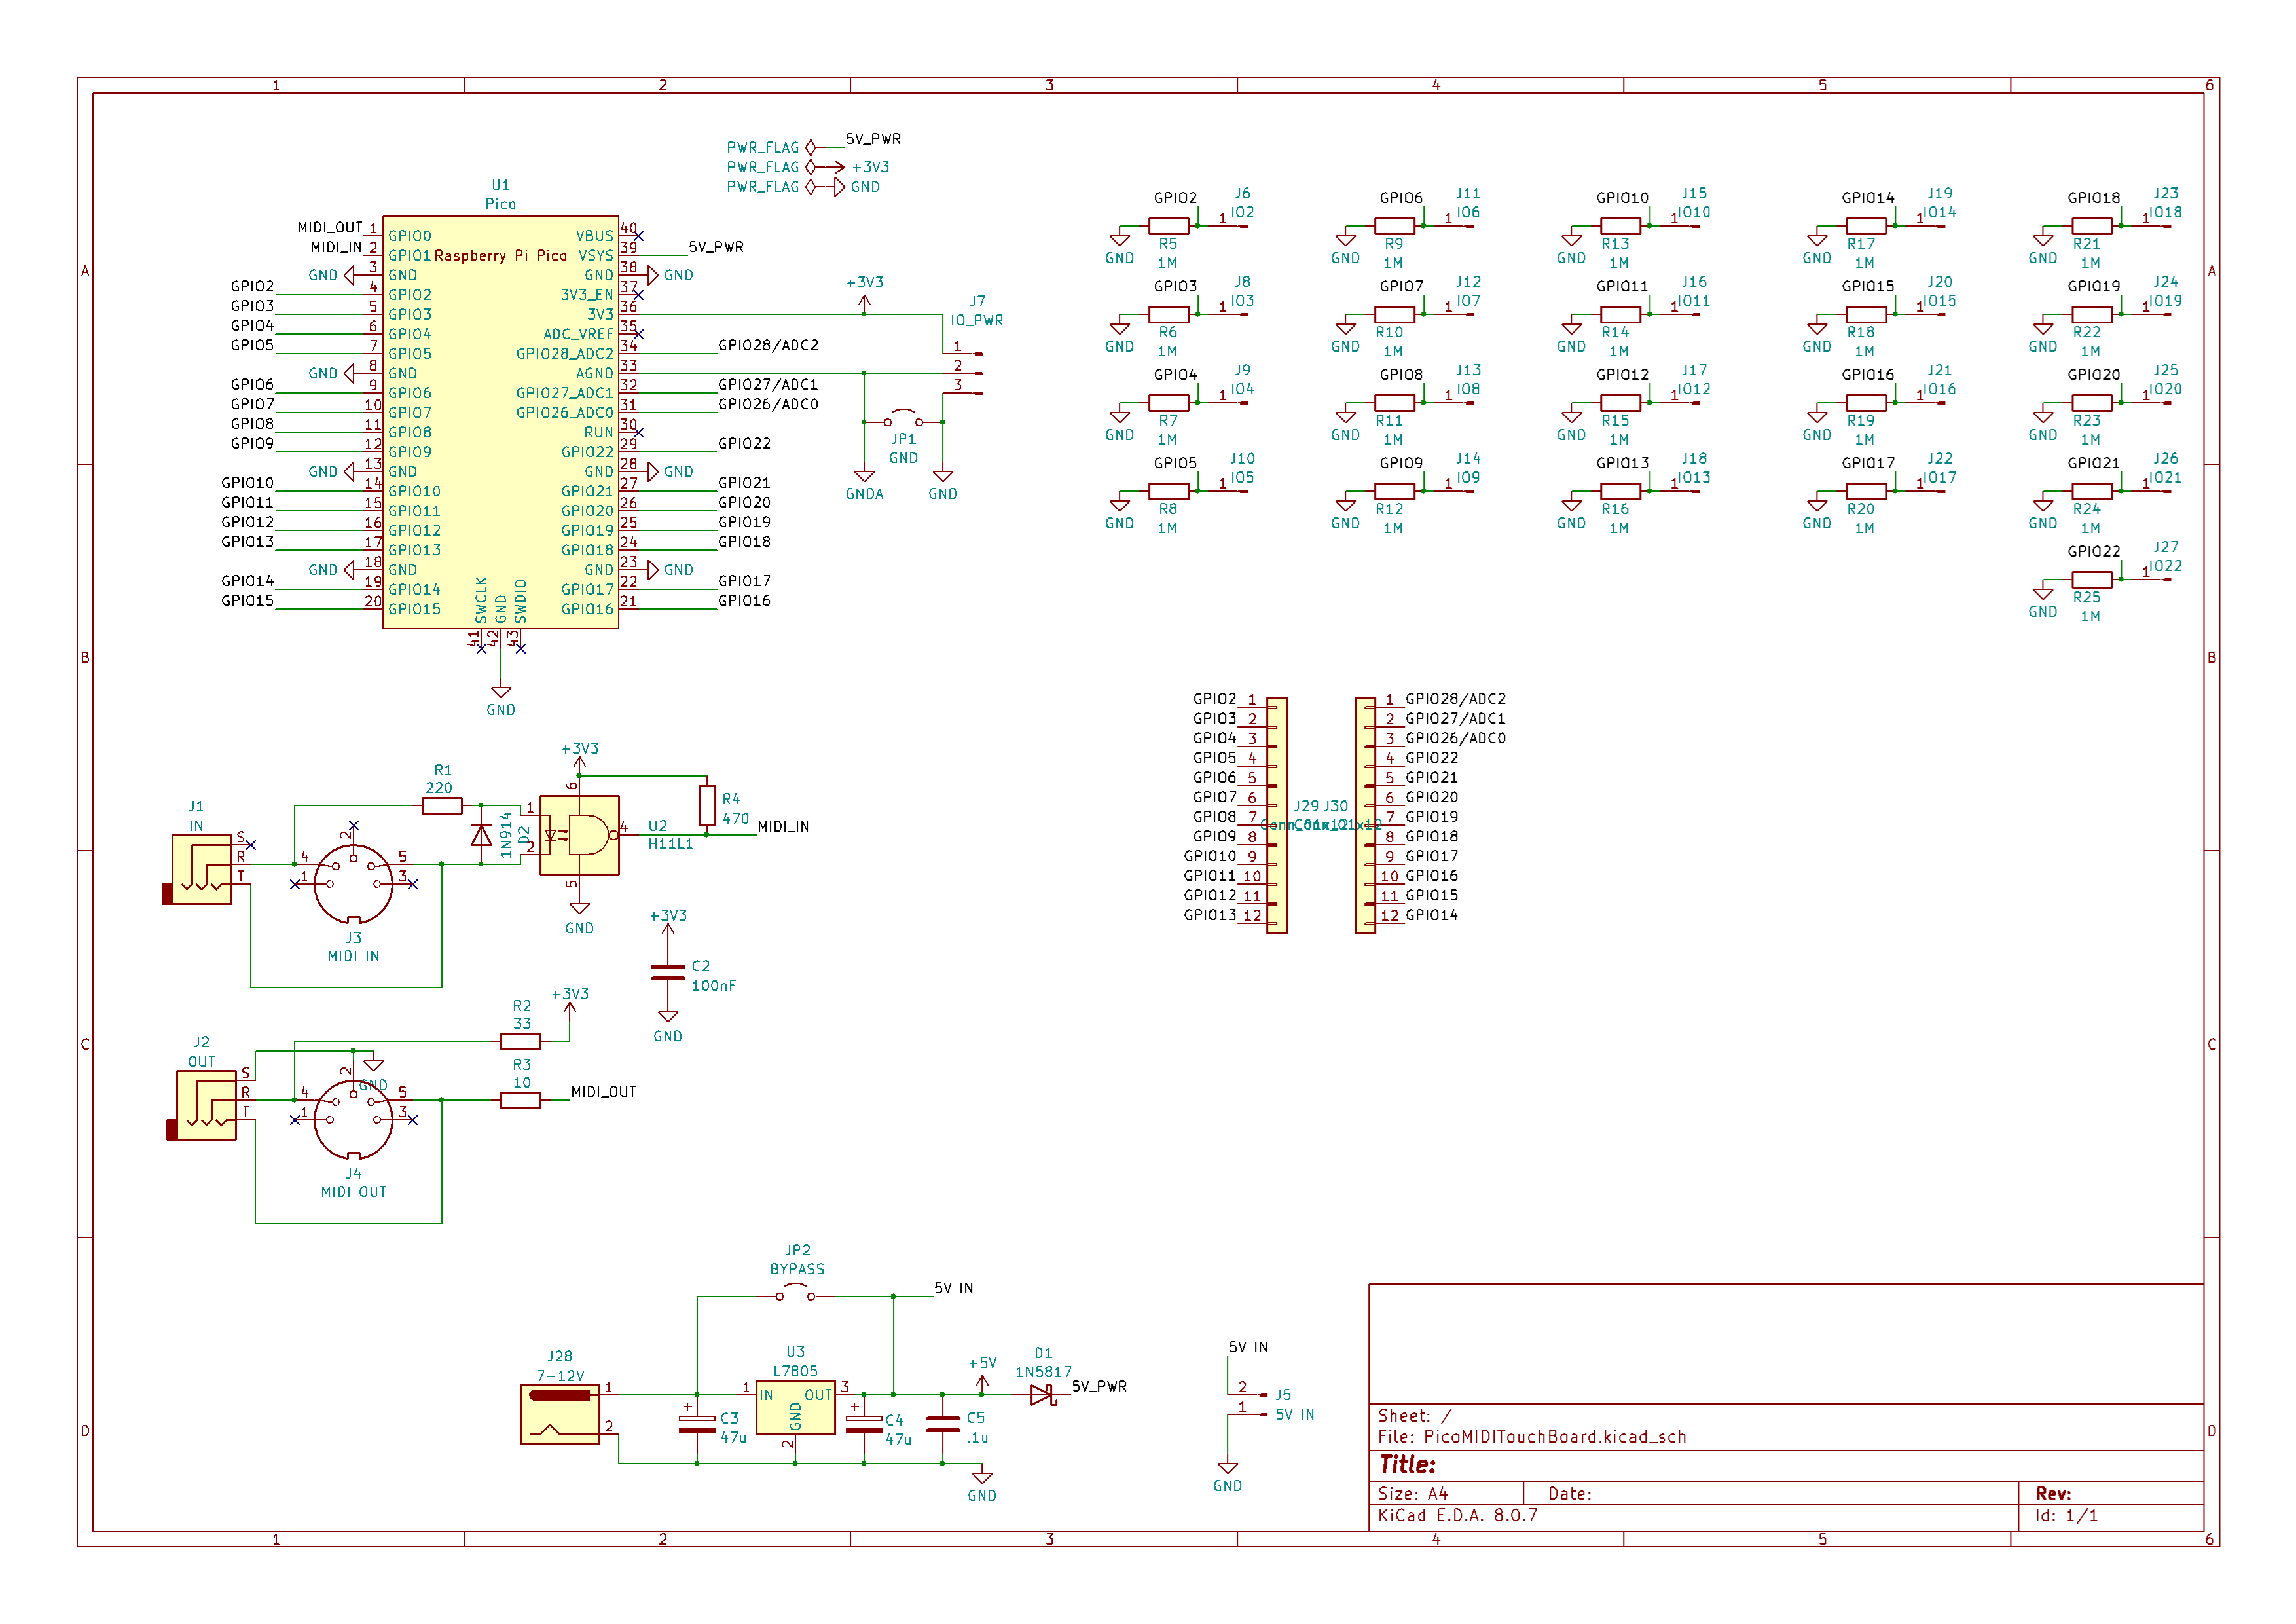 1 2 3 4 5 6
A A
B B
C C
D D
PWR_FLAG 5V_PWR
PWR_FLAG +3V3
PWR_FLAG GND
U1
Pico
Raspberry Pi Pico
MIDI_OUT 1 GPIO0
MIDI_IN 2 GPIO1
GND 3 GND
GPIO2 4 GPIO2
GPIO3 5 GPIO3
GPIO4 6 GPIO4
GPIO5 7 GPIO5
GND 8 GND
GPIO6 9 GPIO6
GPIO7 10 GPIO7
GPIO8 11 GPIO8
GPIO9 12 GPIO9
GND 13 GND
GPIO10 14 GPIO10
GPIO11 15 GPIO11
GPIO12 16 GPIO12
GPIO13 17 GPIO13
GND 18 GND
GPIO14 19 GPIO14
GPIO15 20 GPIO15
VBUS 40
VSYS 39 5V_PWR
GND 38 GND
3V3_EN 37
3V3 36
ADC_VREF 35
GPIO28_ADC2 34 GPIO28/ADC2
AGND 33
GPIO27_ADC1 32 GPIO27/ADC1
GPIO26_ADC0 31 GPIO26/ADC0
RUN 30
GPIO22 29 GPIO22
GND 28 GND
GPIO21 27 GPIO21
GPIO20 26 GPIO20
GPIO19 25 GPIO19
GPIO18 24 GPIO18
GND 23 GND
GPIO17 22 GPIO17
GPIO16 21 GPIO16
SWCLK GND SWDIO
41 42 43
GND
+3V3
J7
IO_PWR
1
2
3
JP1
GND
GNDA GND
GPIO2 J6 IO2 1 R5 1M GND
GPIO3 J8 IO3 1 R6 1M GND
GPIO4 J9 IO4 1 R7 1M GND
GPIO5 J10 IO5 1 R8 1M GND
GPIO6 J11 IO6 1 R9 1M GND
GPIO7 J12 IO7 1 R10 1M GND
GPIO8 J13 IO8 1 R11 1M GND
GPIO9 J14 IO9 1 R12 1M GND
GPIO10 J15 IO10 1 R13 1M GND
GPIO11 J16 IO11 1 R14 1M GND
GPIO12 J17 IO12 1 R15 1M GND
GPIO13 J18 IO13 1 R16 1M GND
GPIO14 J19 IO14 1 R17 1M GND
GPIO15 J20 IO15 1 R18 1M GND
GPIO16 J21 IO16 1 R19 1M GND
GPIO17 J22 IO17 1 R20 1M GND
GPIO18 J23 IO18 1 R21 1M GND
GPIO19 J24 IO19 1 R22 1M GND
GPIO20 J25 IO20 1 R23 1M GND
GPIO21 J26 IO21 1 R24 1M GND
GPIO22 J27 IO22 1 R25 1M GND
GPIO2 1
GPIO3 2
GPIO4 3
GPIO5 4
GPIO6 5
GPIO7 6
GPIO8 7
GPIO9 8
GPIO10 9
GPIO11 10
GPIO12 11
GPIO13 12
J29 J30
Conn_01x12 Conn_01x12
1 GPIO28/ADC2
2 GPIO27/ADC1
3 GPIO26/ADC0
4 GPIO22
5 GPIO21
6 GPIO20
7 GPIO19
8 GPIO18
9 GPIO17
10 GPIO16
11 GPIO15
12 GPIO14
J1
IN
S
R
T
4 2 5
1 3
J3
MIDI IN
R1
220
1N914
D2
+3V3
6
1
2
4
5
U2
H11L1
GND
R4
470
MIDI_IN
+3V3
C2
100nF
GND
J2
OUT
S
R
T
GND
4 2 5
1 3
J4
MIDI OUT
R2
33
+3V3
R3
10
MIDI_OUT
JP2
BYPASS
5V IN
J28
7-12V
1
2
+
C3
47u
U3
L7805
1 IN OUT 3
GND
2
+
C4
47u
C5
.1u
+5V
D1
1N5817
5V_PWR
GND
5V IN
2 J5
1 5V IN
GND
Sheet: /
File: PicoMIDITouchBoard.kicad_sch
Title:
Size: A4 Date: Rev:
KiCad E.D.A. 8.0.7 Id: 1/1
1 2 3 4 5 6